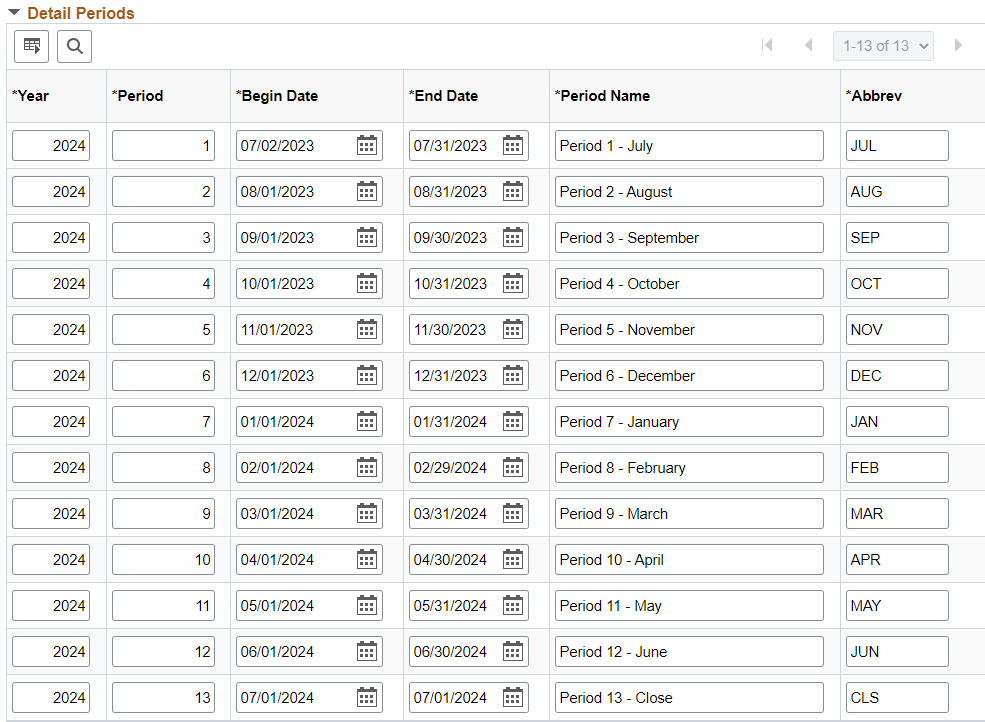 Detail Periods
1-13 of 13
*Year *Period *Begin Date *End Date *Period Name *Abbrev
2024 1 07/02/2023 07/31/2023 Period 1 - July JUL
2024 2 08/01/2023 08/31/2023 Period 2 - August AUG
2024 3 09/01/2023 09/30/2023 Period 3 - September SEP
2024 4 10/01/2023 10/31/2023 Period 4 - October OCT
2024 5 11/01/2023 11/30/2023 Period 5 - November NOV
2024 6 12/01/2023 12/31/2023 Period 6 - December DEC
2024 7 01/01/2024 01/31/2024 Period 7 - January JAN
2024 8 02/01/2024 02/29/2024 Period 8 - February FEB
2024 9 03/01/2024 03/31/2024 Period 9 - March MAR
2024 10 04/01/2024 04/30/2024 Period 10 - April APR
2024 11 05/01/2024 05/31/2024 Period 11 - May MAY
2024 12 06/01/2024 06/30/2024 Period 12 - June JUN
2024 13 07/01/2024 07/01/2024 Period 13 - Close CLS